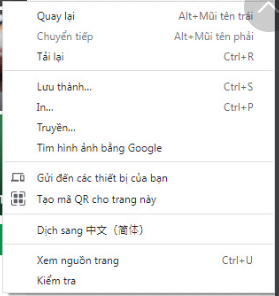 Quay lại Alt+Mũi tên trái
Chuyển tiếp Alt+Mũi tên phải
Tải lại Ctrl+R
Lưu thành... Ctrl+S
In... Ctrl+P
Truyền...
Tìm hình ảnh bằng Google
Gửi đến các thiết bị của bạn
Tạo mã QR cho trang này
Dịch sang 中文（简体）
Xem nguồn trang Ctrl+U
Kiểm tra